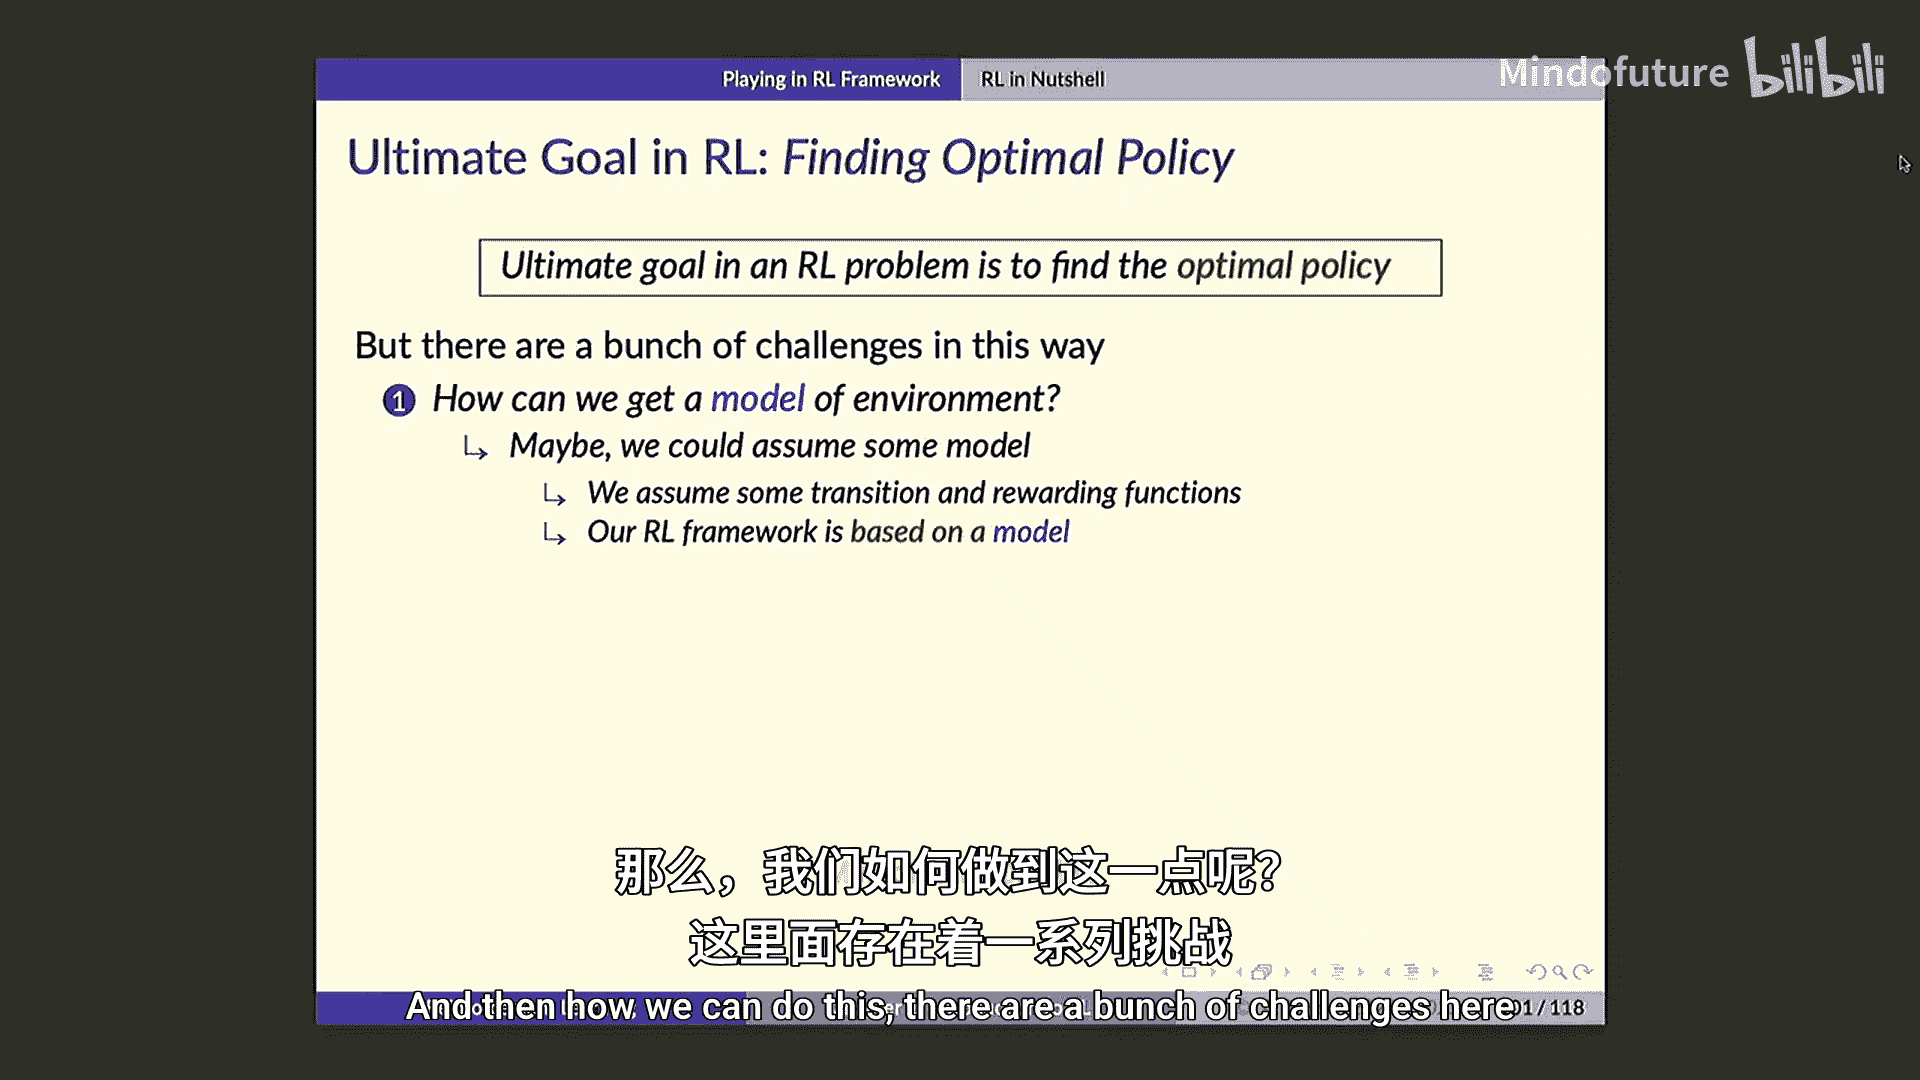 Playing in RL Framework
RL in Nutshell
Mindofuture bilibili
Ultimate Goal in RL: Finding Optimal Policy
Ultimate goal in an RL problem is to find the optimal policy
But there are a bunch of challenges in this way
1 How can we get a model of environment?
↳ Maybe, we could assume some model
↳ We assume some transition and rewarding functions
↳ Our RL framework is based on a model
那么，我们如何做到这一点呢？
这里面存在着一系列挑战
And then how we can do this, there are a bunch of challenges here
/ 118